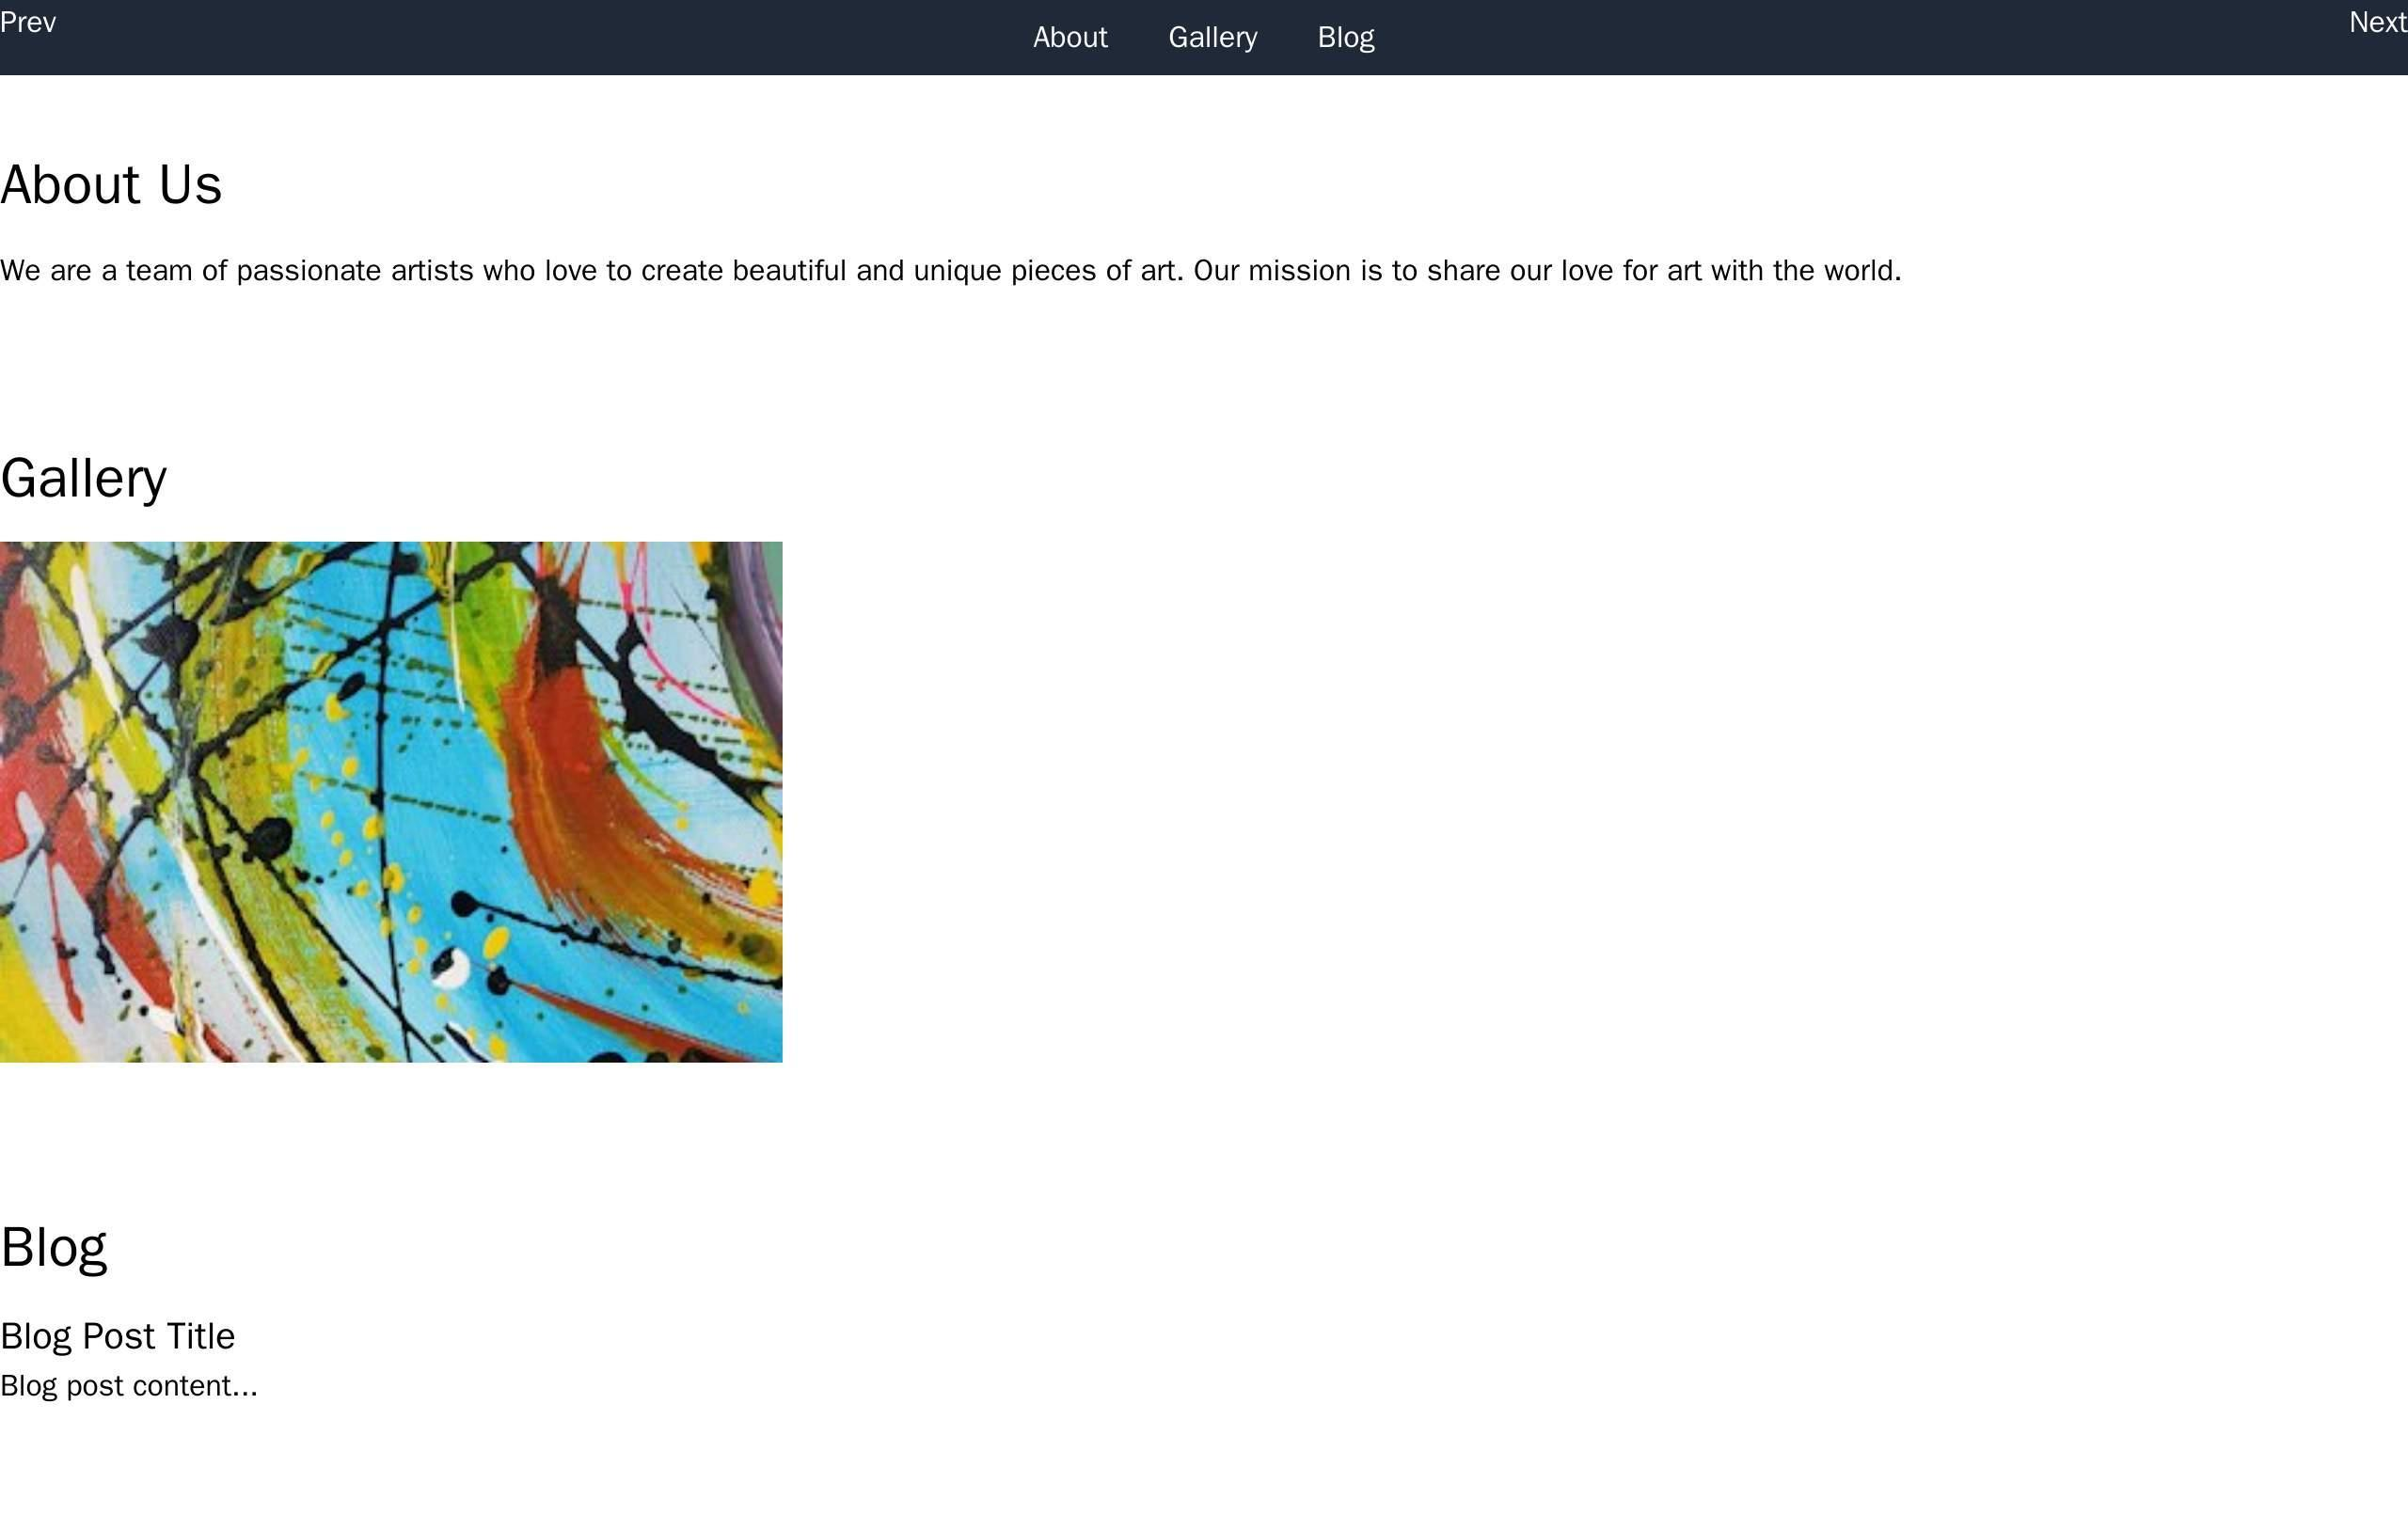 Prev
About Gallery Blog
Next
About Us
We are a team of passionate artists who love to create beautiful and unique pieces of art. Our mission is to share our love for art with the world.
Gallery
Blog
Blog Post Title
Blog post content...